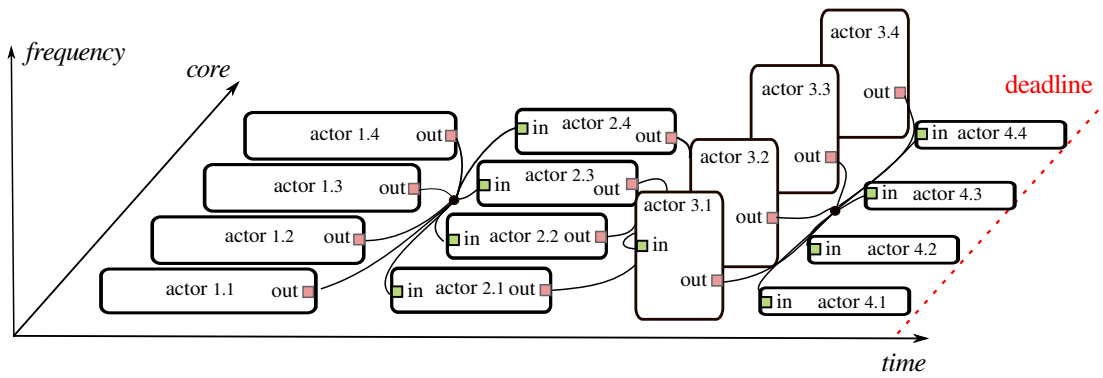 frequency
core
deadline
time
actor 1.4 out
actor 1.3 out
actor 1.2 out
actor 1.1 out
in actor 2.4 out
in actor 2.3 out
in actor 2.2 out
in actor 2.1 out
actor 3.4
out
actor 3.3
out
actor 3.2
out
actor 3.1
in
out
in actor 4.4
in actor 4.3
in actor 4.2
in actor 4.1